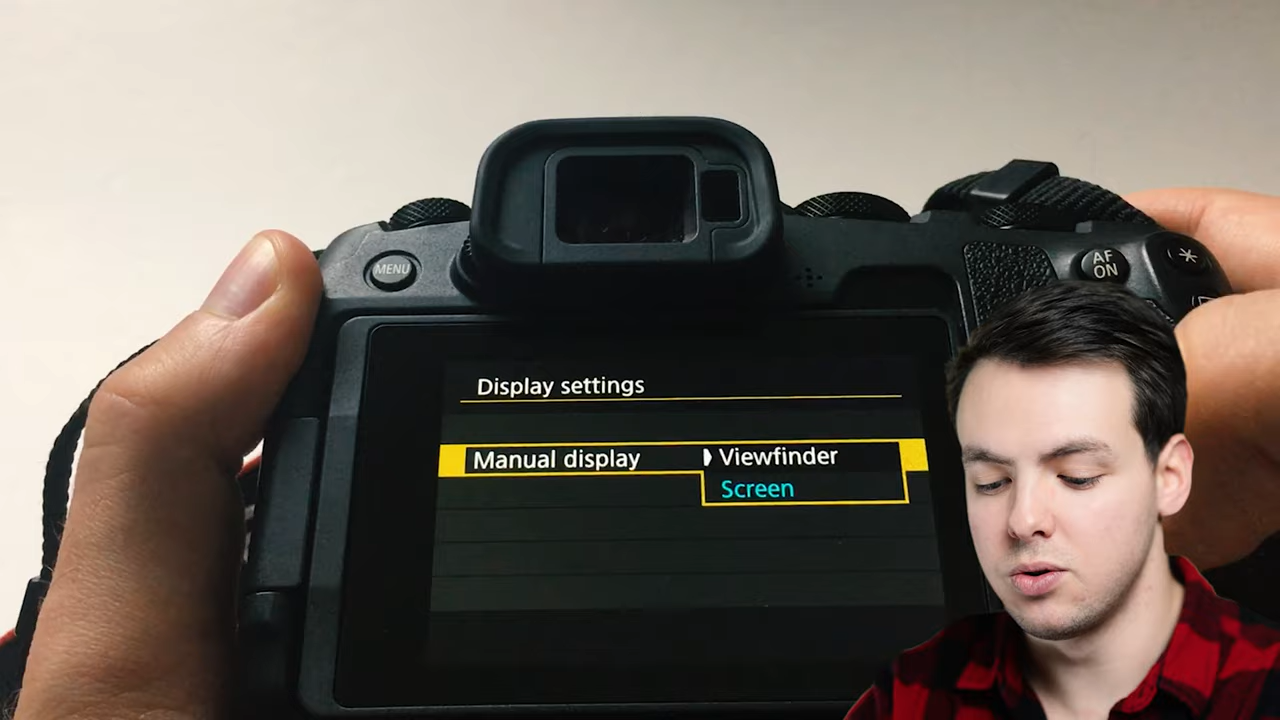 MENU
AF
ON
*
Display settings
Manual display
Viewfinder
Screen